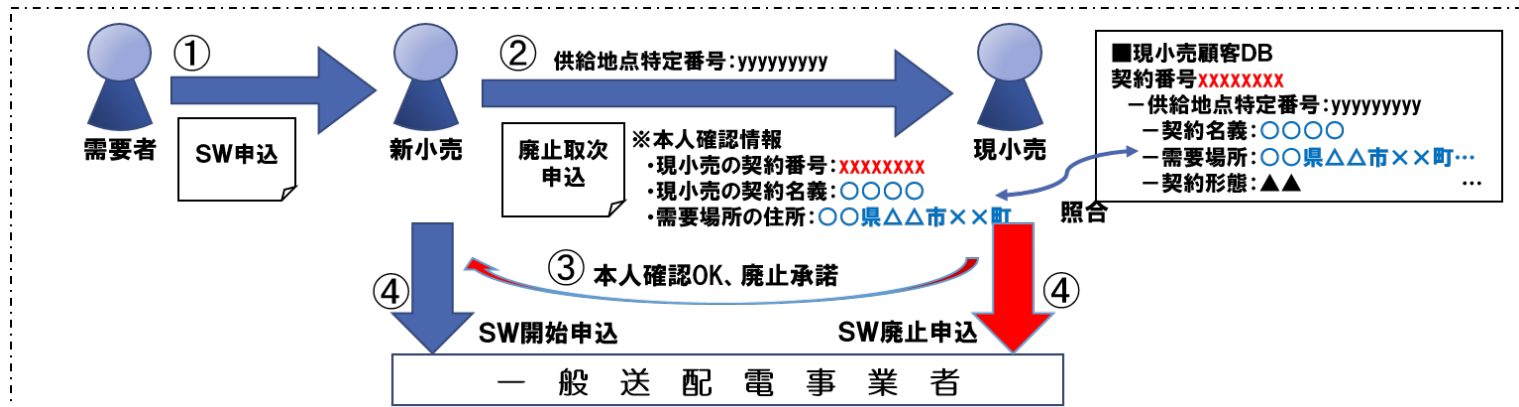 ①
需要者
SW申込
新小売
②
供給地点特定番号：yyyyyyyyy
廃止取次
申込
※本人確認情報
・現小売の契約番号：xxxxxxxx
・現小売の契約名義：○○○○
・需要場所の住所：○○県△△市××町
現小売
照合
■現小売顧客DB
契約番号xxxxxxxx
－供給地点特定番号：yyyyyyyyy
－契約名義：○○○○
－需要場所：○○県△△市××町…
－契約形態：▲▲ …
③ 本人確認OK、廃止承諾
④
SW開始申込
④
SW廃止申込
一般送配電事業者